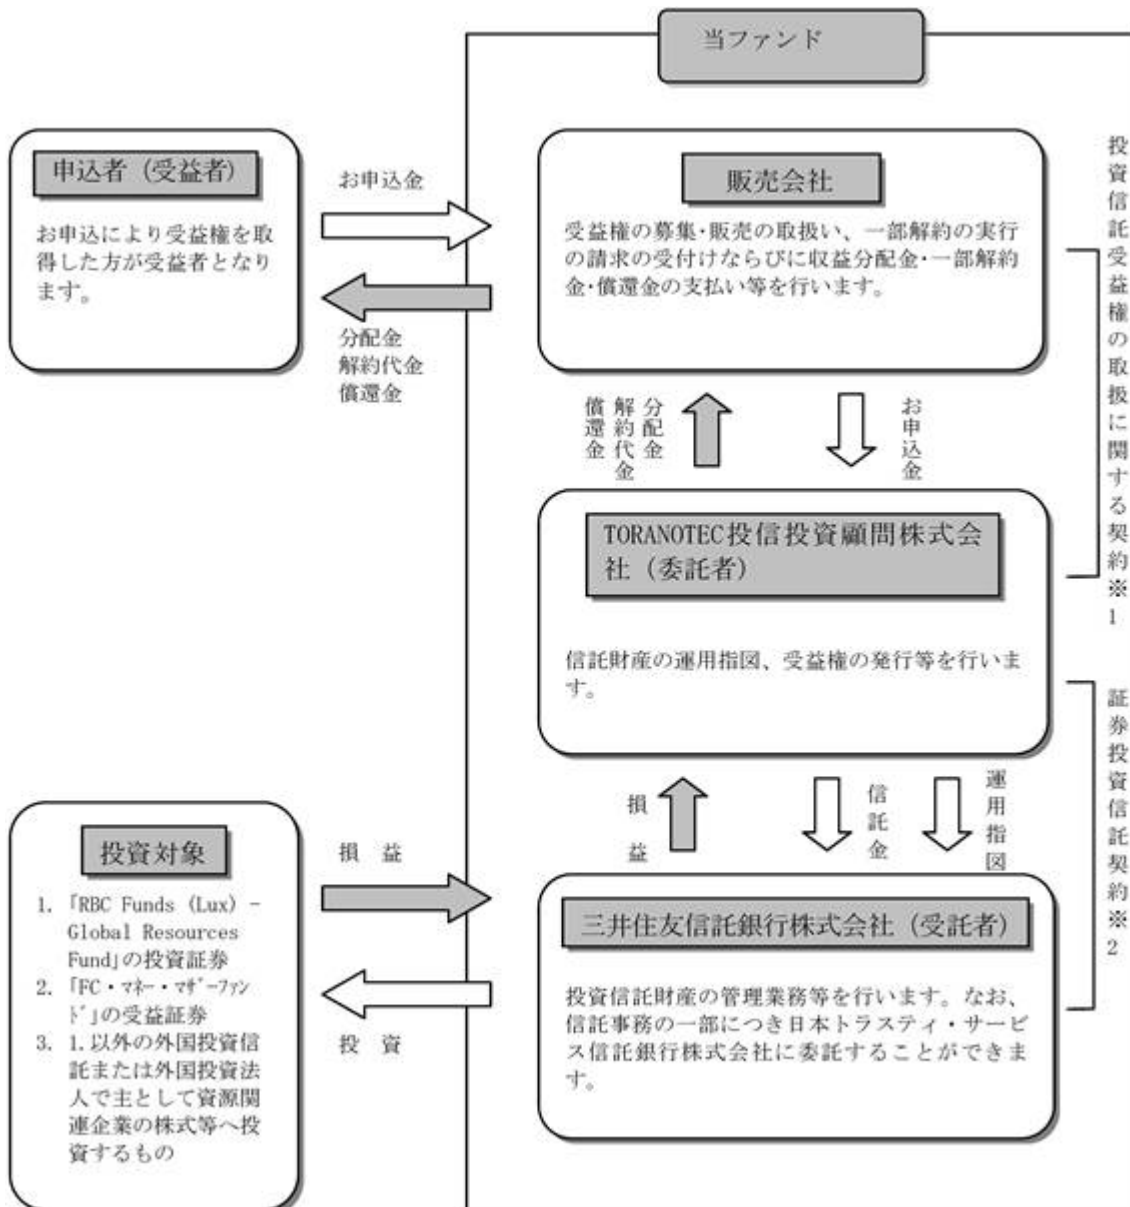 当ファンド
申込者（受益者）
お申込により受益権を取
得した方が受益者となり
ます。
お申込金
分配金
解約代金
償還金
販売会社
受益権の募集・販売の取扱い、一部解約の実行
の請求の受付けならびに収益分配金・一部解約
金・償還金の支払い等を行います。
分配金
解約代金
償還金
お申込金
投資信託受益権の取扱に関する契約※1
TORANOTEC投信投資顧問株式会
社（委託者）
信託財産の運用指図、受益権の発行等を行いま
す。
損益
信託金
運用指図
証券投資信託契約※2
投資対象
1. 「RBC Funds (Lux) -
Global Resources
Fund」の投資証券
2. 「FC・ﾏﾈｰ・ﾏｻﾞｰﾌｧﾝ
ﾄﾞ」の受益証券
3. 1.以外の外国投資信
託または外国投資法
人で主として資源関
連企業の株式等へ投
資するもの
損 益
投 資
三井住友信託銀行株式会社（受託者）
投資信託財産の管理業務等を行います。なお、
信託事務の一部につき日本トラスティ・サービ
ス信託銀行株式会社に委託することができま
す。